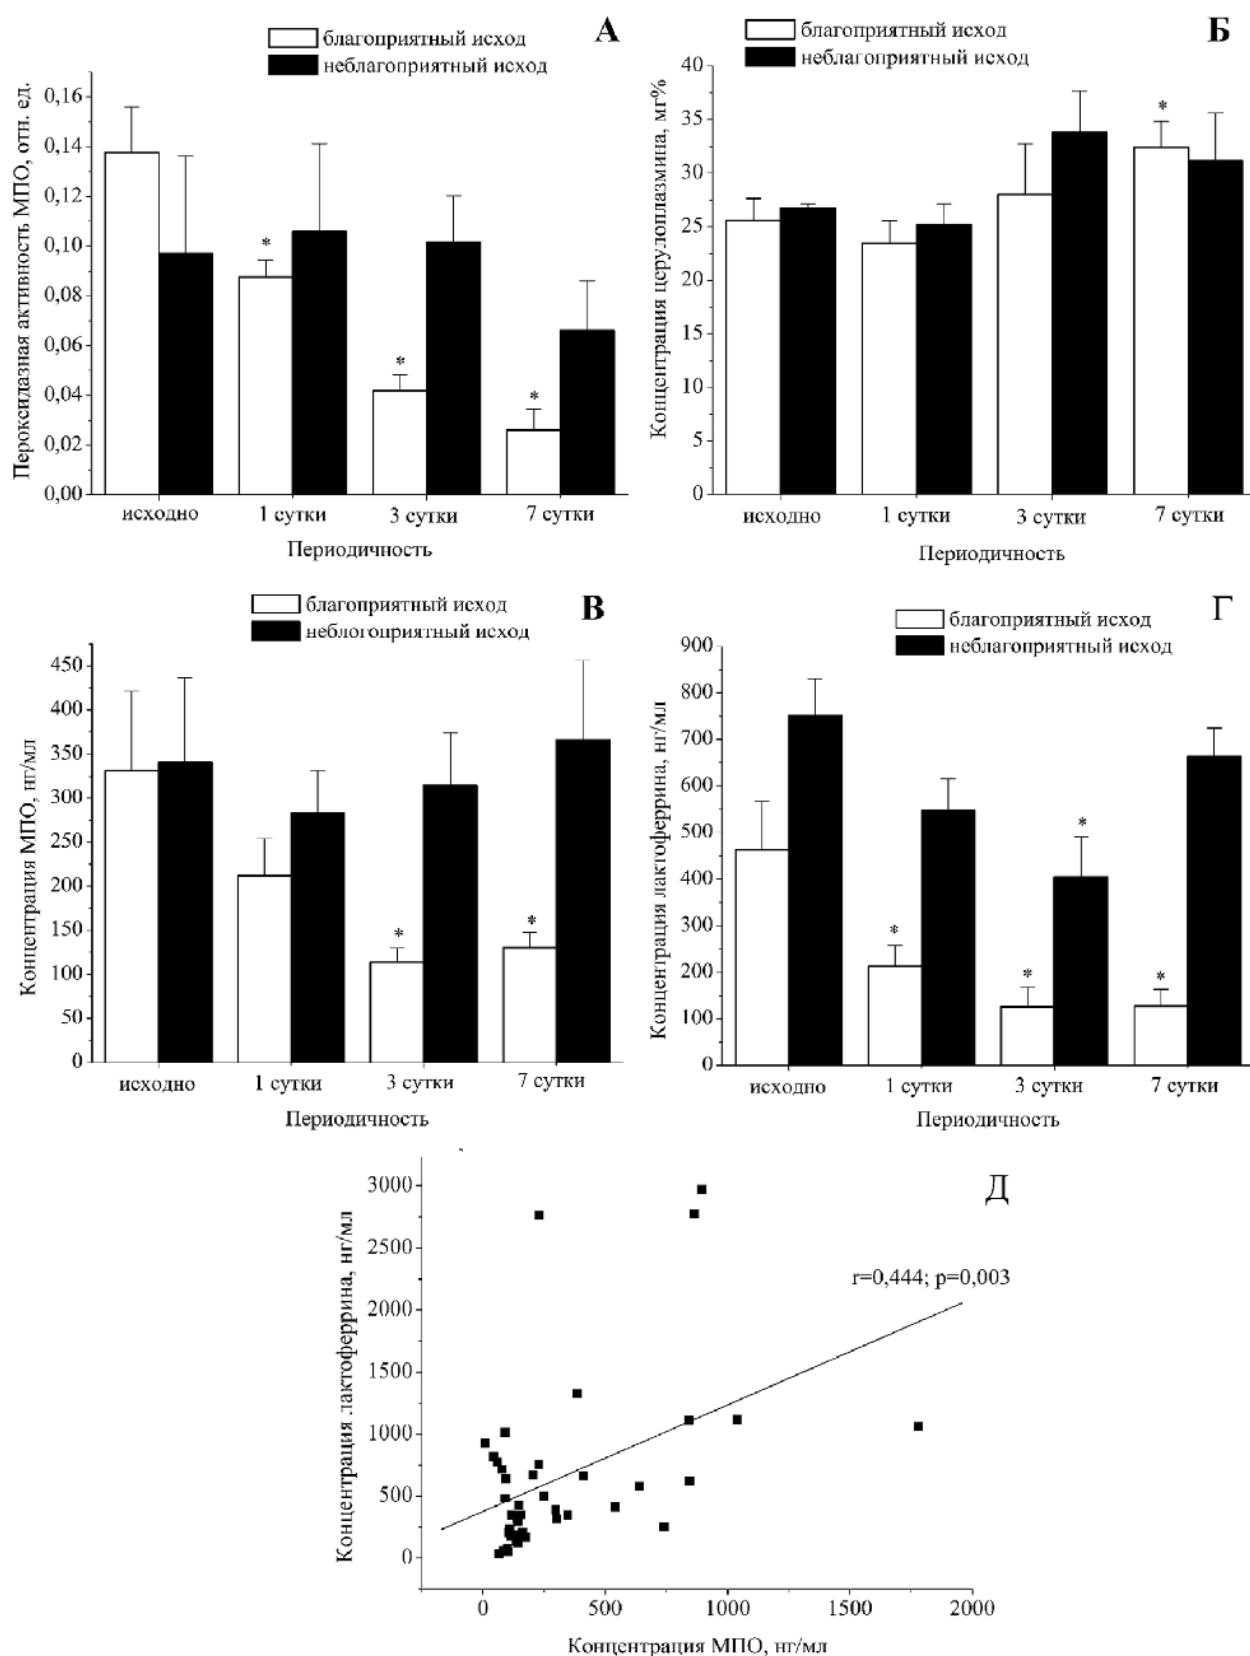 благоприятный исход
неблагоприятный исход
А
Пероксидазная активность МПО, отн. ед.
0,16
0,14
0,12
0,10
0,08
0,06
0,04
0,02
0,00
*
*
*
исходно
1 сутки
3 сутки
7 сутки
Периодичность
благоприятный исход
неблагоприятный исход
Б
Концентрация церулоплазмина, мг%
40
35
30
25
20
15
10
5
0
*
исходно
1 сутки
3 сутки
7 сутки
Периодичность
благоприятный исход
неблогоприятный исход
В
Концентрация МПО, нг/мл
450
400
350
300
250
200
150
100
50
0
*
*
исходно
1 сутки
3 сутки
7 сутки
Периодичность
благоприятный исход
неблагоприятный исход
Г
Концентрация лактоферрина, нг/мл
900
800
700
600
500
400
300
200
100
0
*
*
*
*
исходно
1 сутки
3 сутки
7 сутки
Периодичность
Д
Концентрация лактоферрина, нг/мл
3000
2500
2000
1500
1000
500
0
r=0,444; p=0,003
0
500
1000
1500
2000
Концентрация МПО, нг/мл